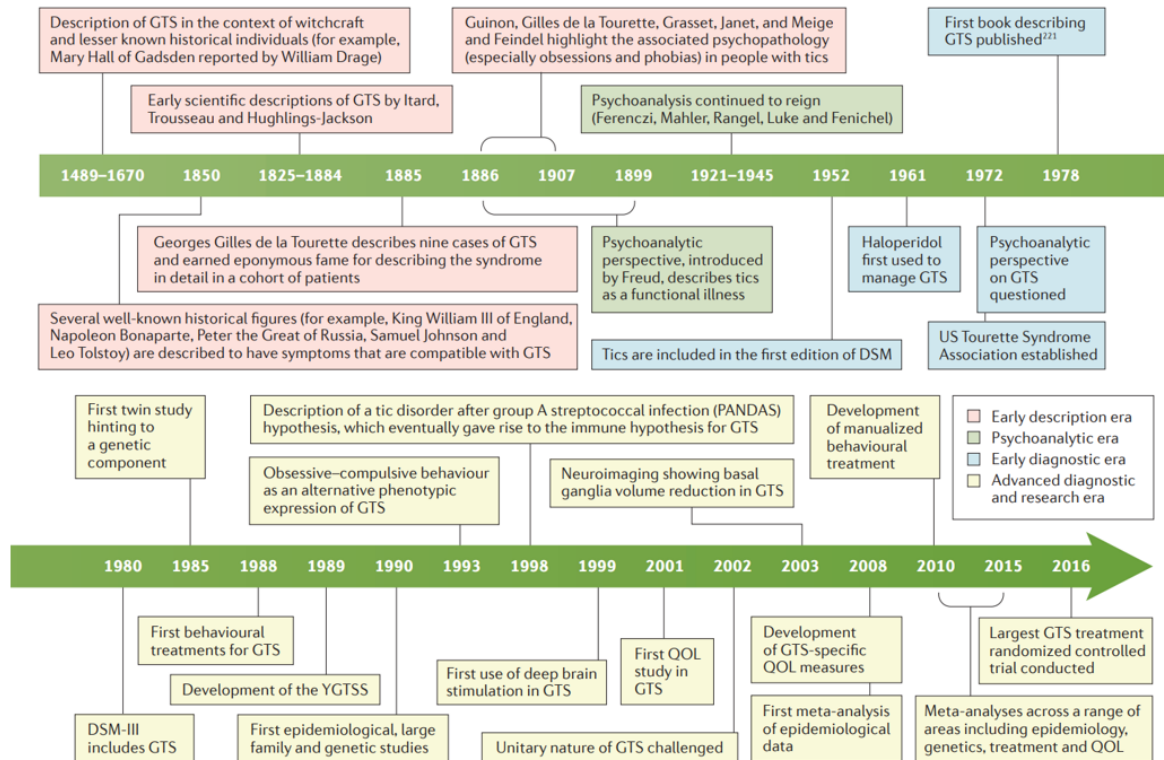 Description of GTS in the context of witchcraft
and lesser known historical individuals (for example,
Mary Hall of Gadsden reported by William Drage)
Guinon, Gilles de la Tourette, Grasset, Janet, and Meige
and Feindel highlight the associated psychopathology
(especially obsessions and phobias) in people with tics
First book describing
GTS published221
Early scientific descriptions of GTS by Itard,
Trousseau and Hughlings-Jackson
Psychoanalysis continued to reign
(Ferenczi, Mahler, Rangel, Luke and Fenichel)
1489–1670 1850 1825–1884 1885 1886 1907 1899 1921–1945 1952 1961 1972 1978
Georges Gilles de la Tourette describes nine cases of GTS
and earned eponymous fame for describing the syndrome
in detail in a cohort of patients
Psychoanalytic
perspective, introduced
by Freud, describes tics
as a functional illness
Haloperidol
first used to
manage GTS
Psychoanalytic
perspective
on GTS
questioned
Several well-known historical figures (for example, King William III of England,
Napoleon Bonaparte, Peter the Great of Russia, Samuel Johnson and
Leo Tolstoy) are described to have symptoms that are compatible with GTS
Tics are included in the first edition of DSM
US Tourette Syndrome
Association established
First twin study
hinting to
a genetic
component
Description of a tic disorder after group A streptococcal infection (PANDAS)
hypothesis, which eventually gave rise to the immune hypothesis for GTS
Development
of manualized
behavioural
treatment
Early description era
Psychoanalytic era
Early diagnostic era
Advanced diagnostic
and research era
Obsessive–compulsive behaviour
as an alternative phenotypic
expression of GTS
Neuroimaging showing basal
ganglia volume reduction in GTS
1980 1985 1988 1989 1990 1993 1998 1999 2001 2002 2003 2008 2010 2015 2016
First behavioural
treatments for GTS
Development of the YGTSS
First use of deep brain
stimulation in GTS
First QOL
study in
GTS
Development
of GTS-specific
QOL measures
Largest GTS treatment
randomized controlled
trial conducted
DSM-III
includes GTS
First epidemiological, large
family and genetic studies
Unitary nature of GTS challenged
First meta-analysis
of epidemiological
data
Meta-analyses across a range of
areas including epidemiology,
genetics, treatment and QOL